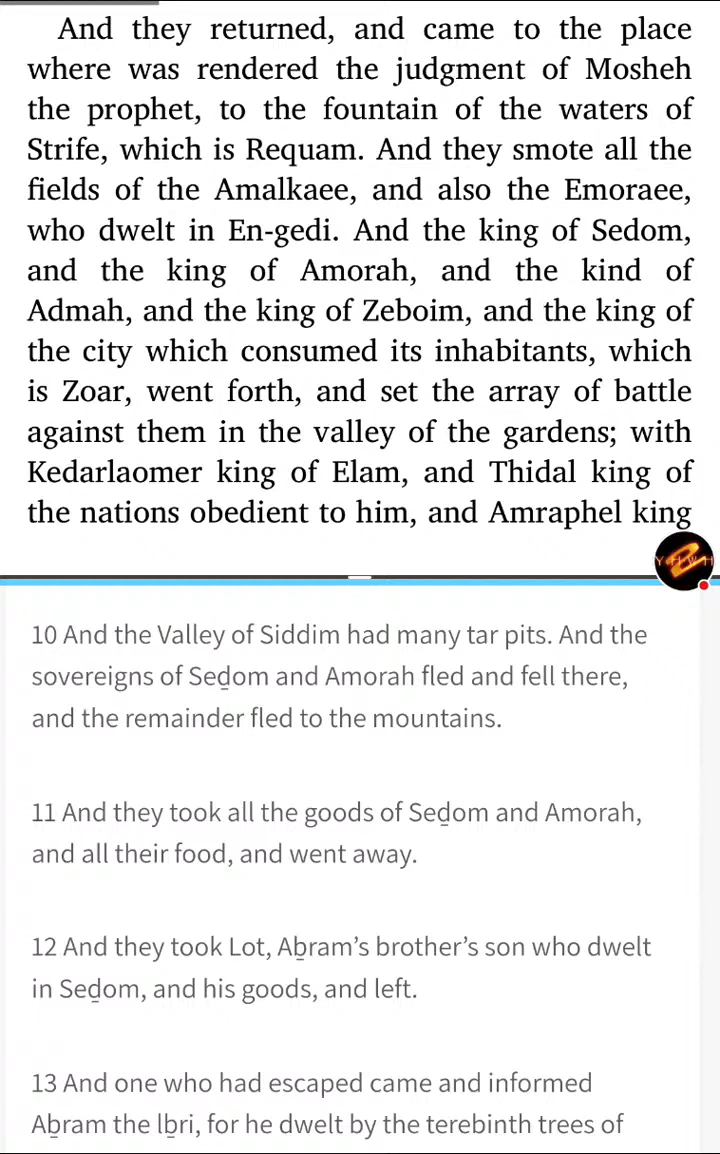 And they returned, and came to the place
where was rendered the judgment of Mosheh
the prophet, to the fountain of the waters of
Strife, which is Requam. And they smote all the
fields of the Amalkaee, and also the Emoraee,
who dwelt in En-gedi. And the king of Sedom,
and the king of Amorah, and the kind of
Admah, and the king of Zeboim, and the king of
the city which consumed its inhabitants, which
is Zoar, went forth, and set the array of battle
against them in the valley of the gardens; with
Kedarlaomer king of Elam, and Thidal king of
the nations obedient to him, and Amraphel king
10 And the Valley of Siddim had many tar pits. And the
sovereigns of Seḏom and Amorah fled and fell there,
and the remainder fled to the mountains.
11 And they took all the goods of Seḏom and Amorah,
and all their food, and went away.
12 And they took Lot, Aḇram’s brother’s son who dwelt
in Seḏom, and his goods, and left.
13 And one who had escaped came and informed
Aḇram the lḇri, for he dwelt by the terebinth trees of